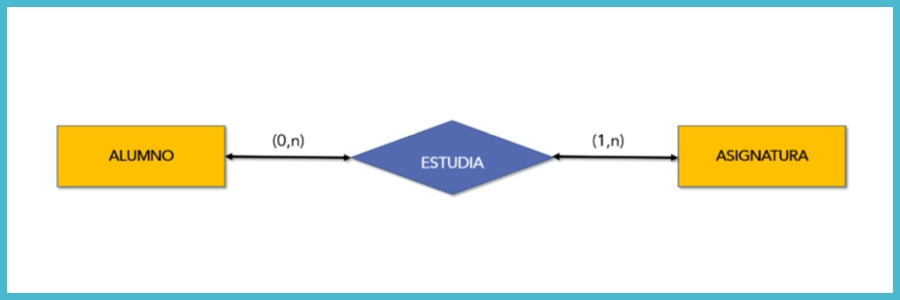 (0,n)
(1,n)
ALUMNO
ESTUDIA
ASIGNATURA